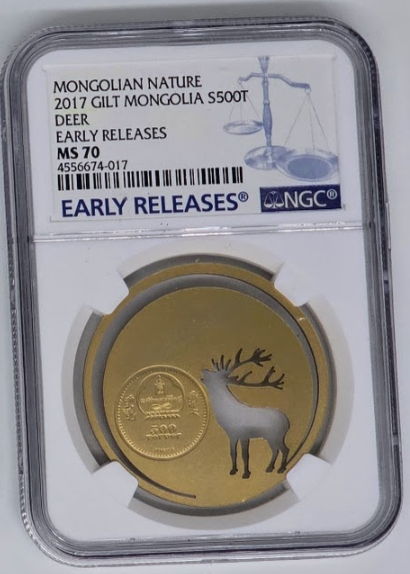 MONGOLIAN NATURE
2017 GILT MONGOLIA S500T
DEER
EARLY RELEASES
MS 70
4556674-017
EARLY RELEASES®
NGC®
500